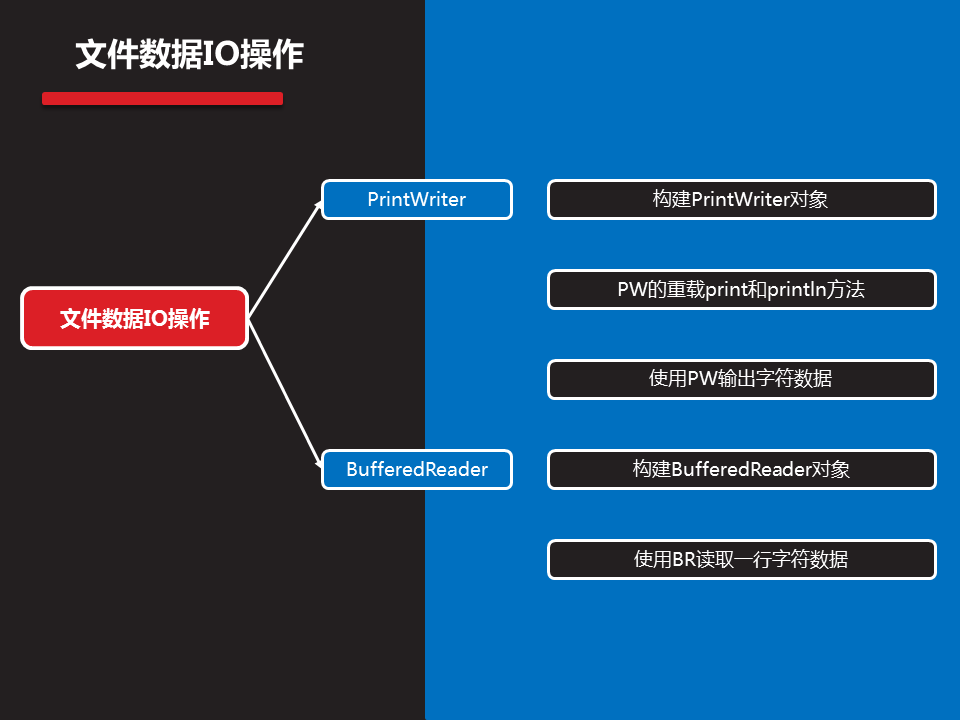 文件数据IO操作
文件数据IO操作
PrintWriter
构建PrintWriter对象
PW的重载print和println方法
使用PW输出字符数据
BufferedReader
构建BufferedReader对象
使用BR读取一行字符数据